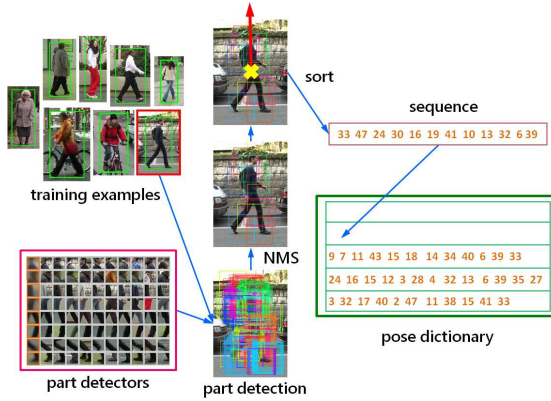 sort
sequence
33 47 24 30 16 19 41 10 13 32 6 39
training examples
NMS
9 7 11 43 15 18 14 34 40 6 39 33
24 16 15 12 3 28 4 32 13 6 39 35 27
3 32 17 40 2 47 11 38 15 41 33
pose dictionary
part detectors
part detection